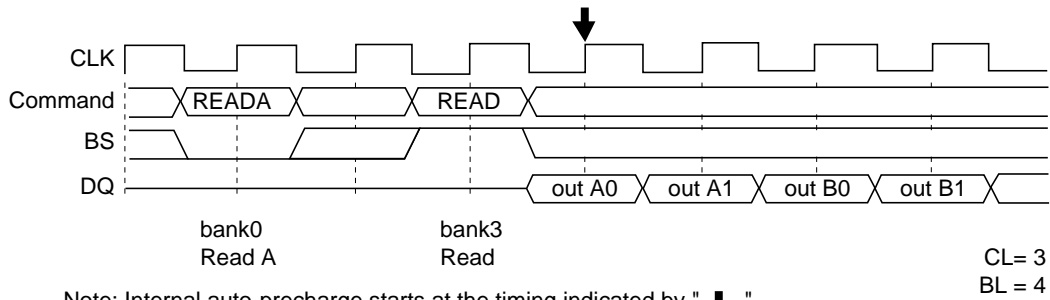 CLK
Command READA READ
BS
DQ out A0 out A1 out B0 out B1
bank0 bank3
Read A Read
CL= 3
BL = 4
Note: Internal auto-precharge starts at the timing indicated by " ".